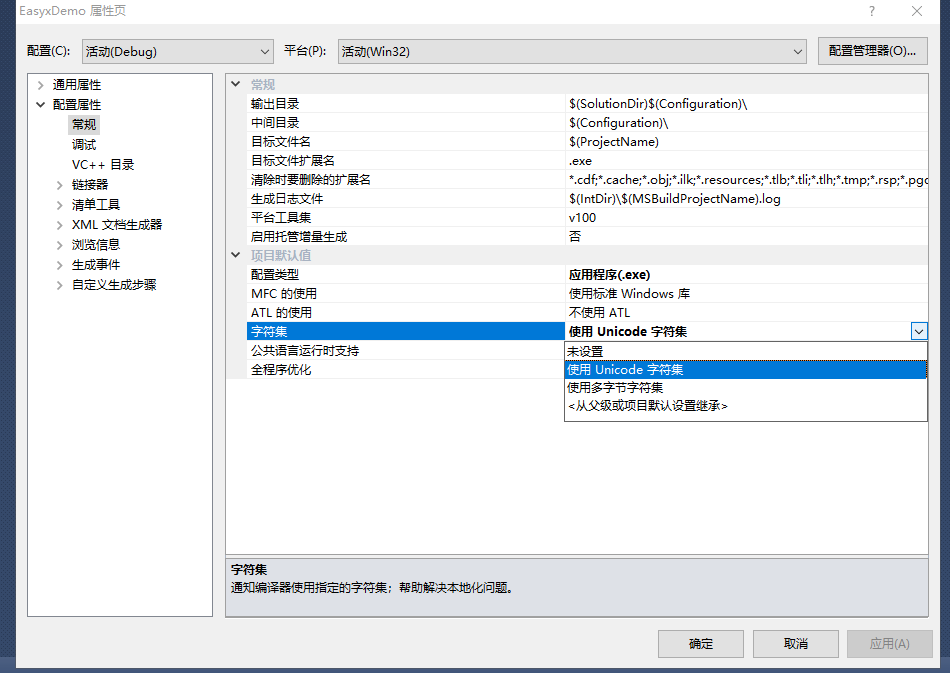 EasyxDemo 属性页
配置(C): 活动(Debug) 平台(P): 活动(Win32) 配置管理器(O)...
通用属性
配置属性
常规
调试
VC++ 目录
链接器
清单工具
XML 文档生成器
浏览信息
生成事件
自定义生成步骤
常规
输出目录 $(SolutionDir)$(Configuration)\
中间目录 $(Configuration)\
目标文件名 $(ProjectName)
目标文件扩展名 .exe
清除时要删除的扩展名 *.cdf;*.cache;*.obj;*.ilk;*.resources;*.tlb;*.tli;*.tlh;*.tmp;*.rsp;*.pgc
生成日志文件 $(IntDir)\$(MSBuildProjectName).log
平台工具集 v100
启用托管增量生成 否
项目默认值
配置类型 应用程序(.exe)
MFC 的使用 使用标准 Windows 库
ATL 的使用 不使用 ATL
字符集 使用 Unicode 字符集
公共语言运行时支持 未设置
全程序优化 使用 Unicode 字符集
使用多字节字符集
<从父级或项目默认设置继承>
字符集
通知编译器使用指定的字符集；帮助解决本地化问题。
确定 取消 应用(A)